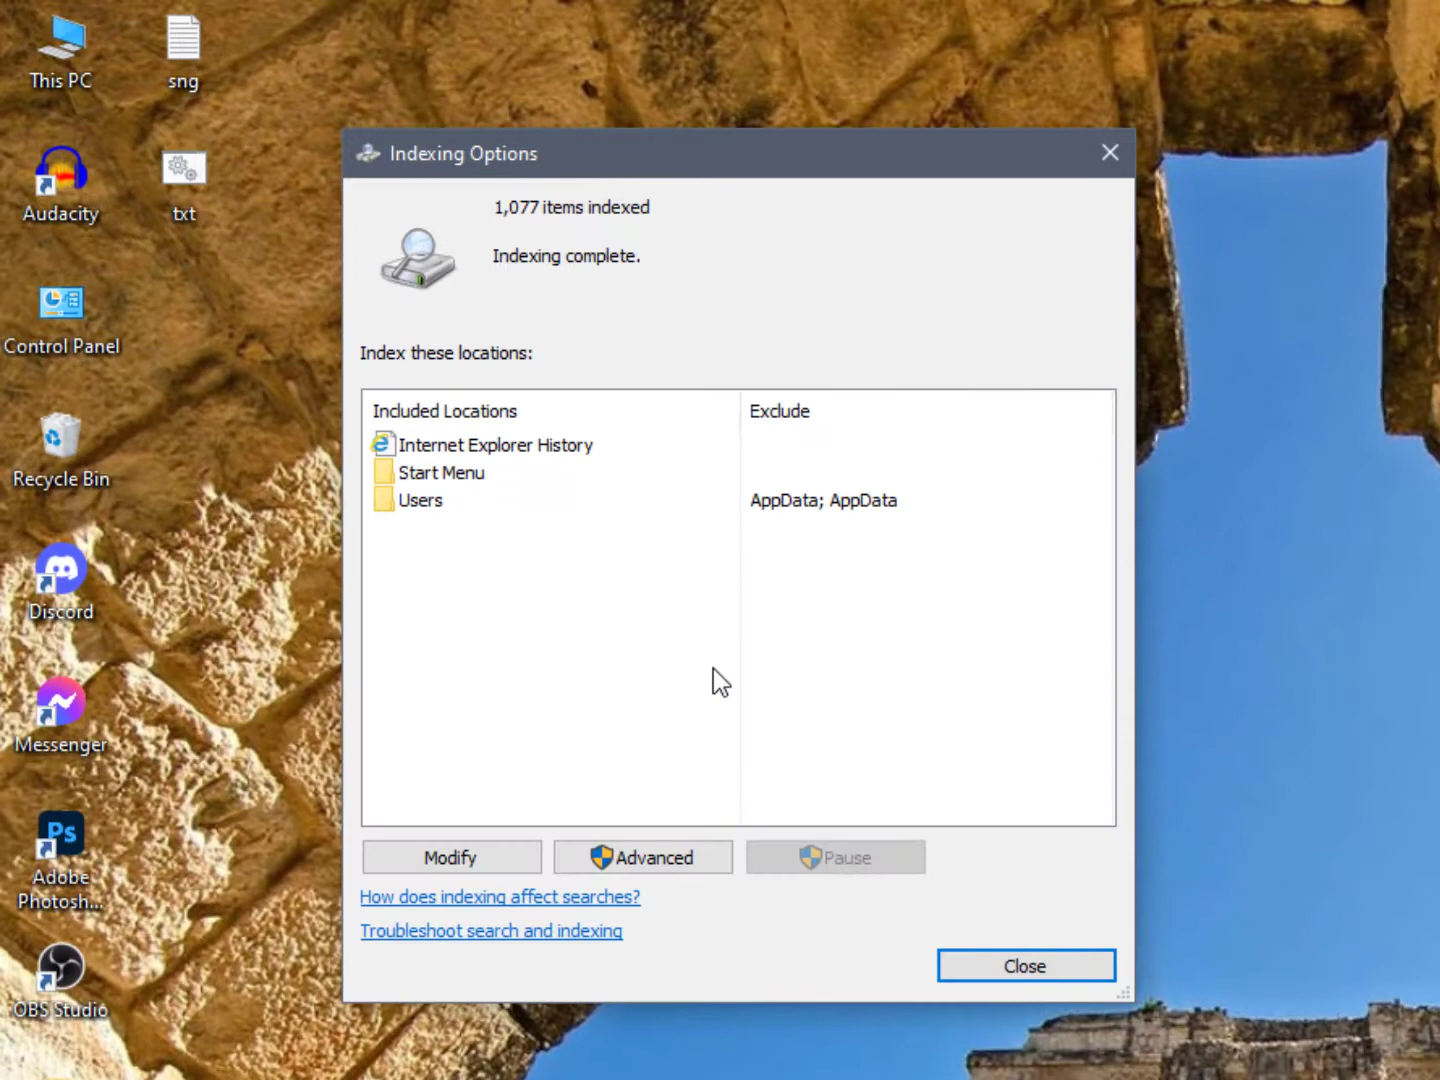 This PC
sng
Audacity
txt
Control Panel
Recycle Bin
Discord
Messenger
Ps
Adobe
Photosh...
OBS Studio
Indexing Options
1,077 items indexed
Indexing complete.
Index these locations:
Included Locations
Exclude
Internet Explorer History
Start Menu
Users
AppData; AppData
Modify
Advanced
Pause
How does indexing affect searches?
Troubleshoot search and indexing
Close